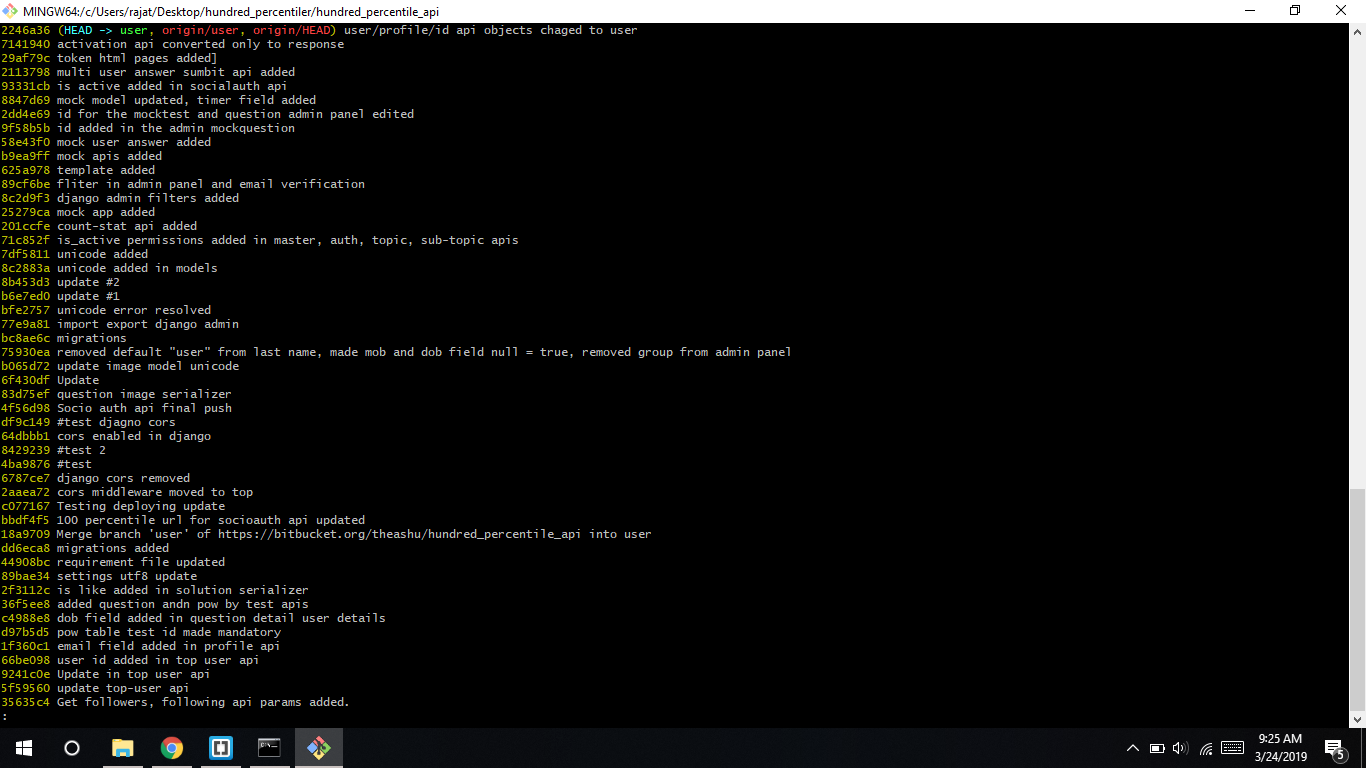 MINGW64:/c/Users/rajat/Desktop/hundred_percentiler/hundred_percentile_api
2246a36 (HEAD -> user, origin/user, origin/HEAD) user/profile/id api objects chaged to user
7141940 activation api converted only to response
29af79c token html pages added]
2113798 multi user answer sumbit api added
93331cb is active added in socialauth api
8847d69 mock model updated, timer field added
2dd4e69 id for the mocktest and question admin panel edited
9f58b5b id added in the admin mockquestion
58e43f0 mock user answer added
b9ea9ff mock apis added
625a978 template added
89cf6be fliter in admin panel and email verification
8c2d9f3 django admin filters added
25279ca mock app added
201ccfe count-stat api added
71c852f is_active permissions added in master, auth, topic, sub-topic apis
7df5811 unicode added
8c2883a unicode added in models
8b453d3 update #2
b6e7ed0 update #1
bfe2757 unicode error resolved
77e9a81 import export django admin
bc8ae6c migrations
75930ea removed default "user" from last name, made mob and dob field null = true, removed group from admin panel
b065d72 update image model unicode
6f430df Update
83d75ef question image serializer
4f56d98 Socio auth api final push
df9c149 #test djagno cors
64dbbb1 cors enabled in django
8429239 #test 2
4ba9876 #test
6787ce7 django cors removed
2aaea72 cors middleware moved to top
c077167 Testing deploying update
bbdf4f5 100 percentile url for socioauth api updated
18a9709 Merge branch 'user' of https://bitbucket.org/theashu/hundred_percentile_api into user
dd6eca8 migrations added
44908bc requirement file updated
89bae34 settings utf8 update
2f3112c is like added in solution serializer
36f5ee8 added question andn pow by test apis
c4988e8 dob field added in question detail user details
d97b5d5 pow table test id made mandatory
1f360c1 email field added in profile api
66be098 user id added in top user api
9241c0e Update in top user api
5f59560 update top-user api
35635c4 Get followers, following api params added.
:
9:25 AM
3/24/2019
5